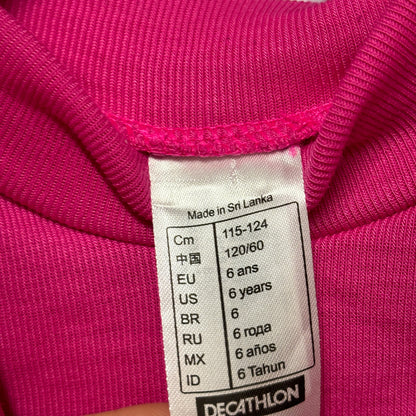 Made in Sri Lanka
Cm 115-124
中国 120/60
EU 6 ans
US 6 years
BR 6
RU 6 года
MX 6 años
ID 6 Tahun
DECATHLON